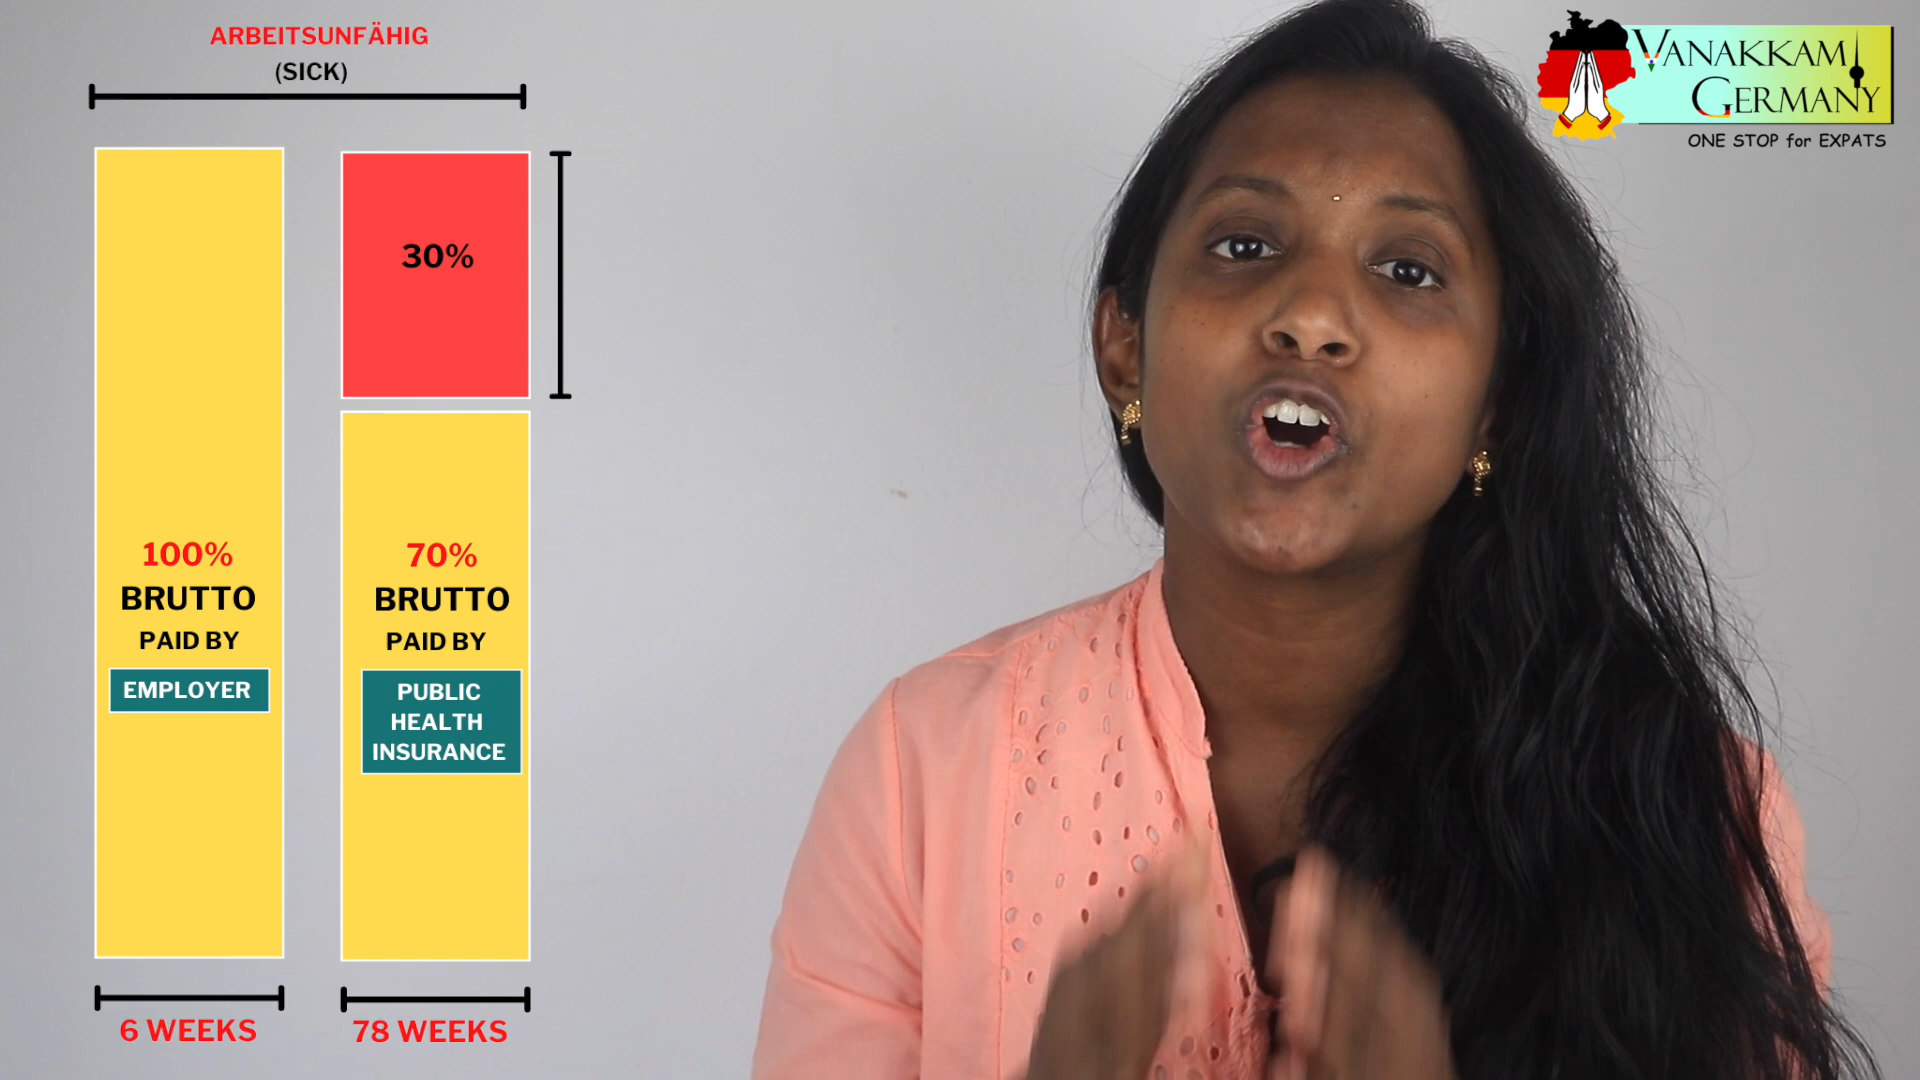 ARBEITSUNFÄHIG
(SICK)
30%
100%
BRUTTO
PAID BY
EMPLOYER
70%
BRUTTO
PAID BY
PUBLIC
HEALTH
INSURANCE
6 WEEKS
78 WEEKS
VANAKKAM
GERMANY
ONE STOP for EXPATS